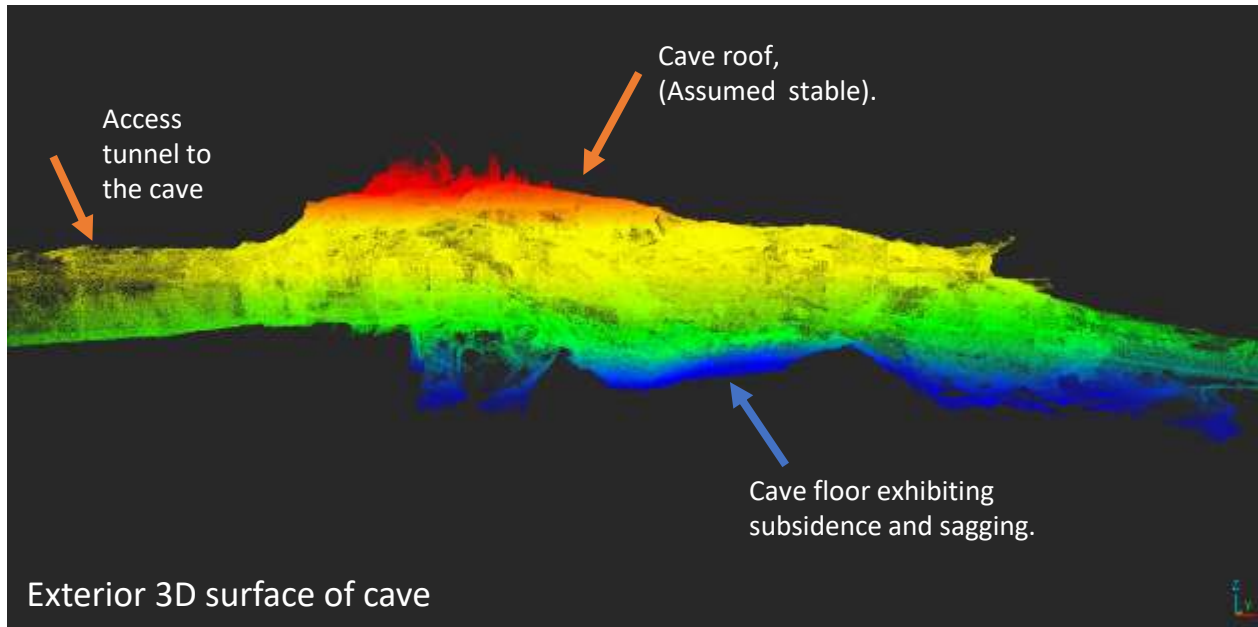 Cave roof,
(Assumed  stable).
Access
tunnel to
the cave
Cave floor exhibiting
subsidence and sagging.
Exterior 3D surface of cave
Z
Y